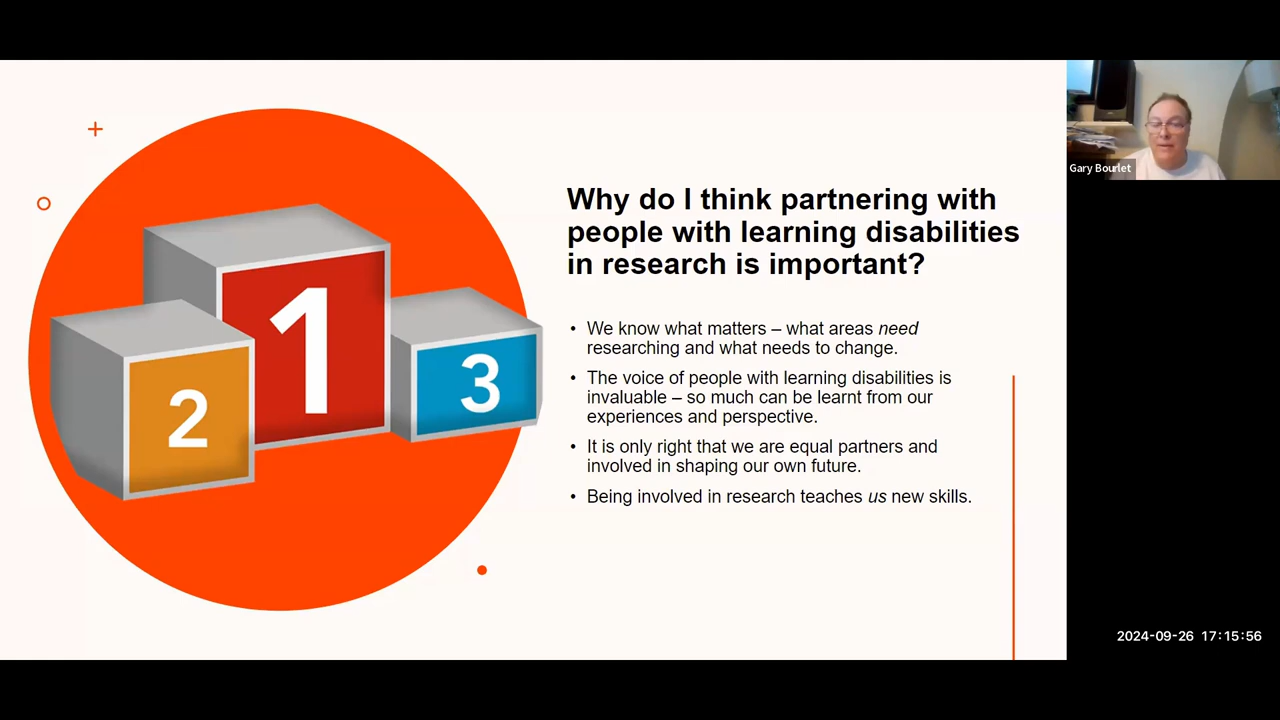 Why do I think partnering with
people with learning disabilities
in research is important?
• We know what matters – what areas need
researching and what needs to change.
• The voice of people with learning disabilities is
invaluable – so much can be learnt from our
experiences and perspective.
• It is only right that we are equal partners and
involved in shaping our own future.
• Being involved in research teaches us new skills.
1
2
3
Gary Bourlet
2024-09-26 17:15:56